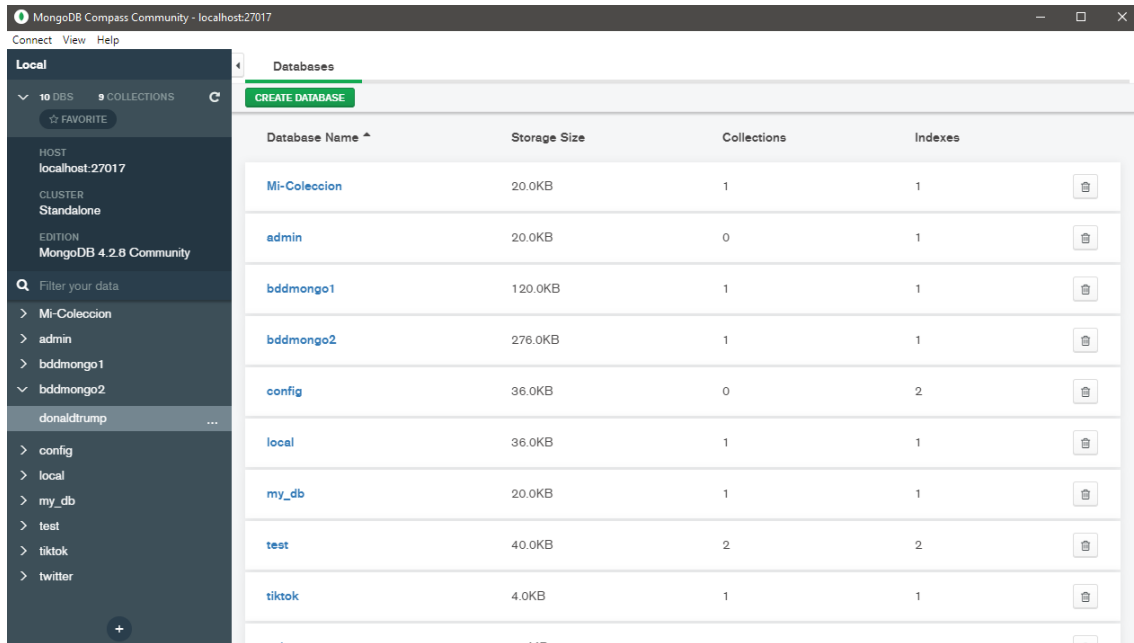 MongoDB Compass Community - localhost:27017
Connect View Help
Local
10 DBS 9 COLLECTIONS
FAVORITE
HOST
localhost:27017
CLUSTER
Standalone
EDITION
MongoDB 4.2.8 Community
Filter your data
Mi-Coleccion
admin
bddmongo1
bddmongo2
donaldtrump ...
config
local
my_db
test
tiktok
twitter
Databases
CREATE DATABASE
Database Name Storage Size Collections Indexes
Mi-Coleccion 20.0KB 1 1
admin 20.0KB 0 1
bddmongo1 120.0KB 1 1
bddmongo2 276.0KB 1 1
config 36.0KB 0 2
local 36.0KB 1 1
my_db 20.0KB 1 1
test 40.0KB 2 2
tiktok 4.0KB 1 1